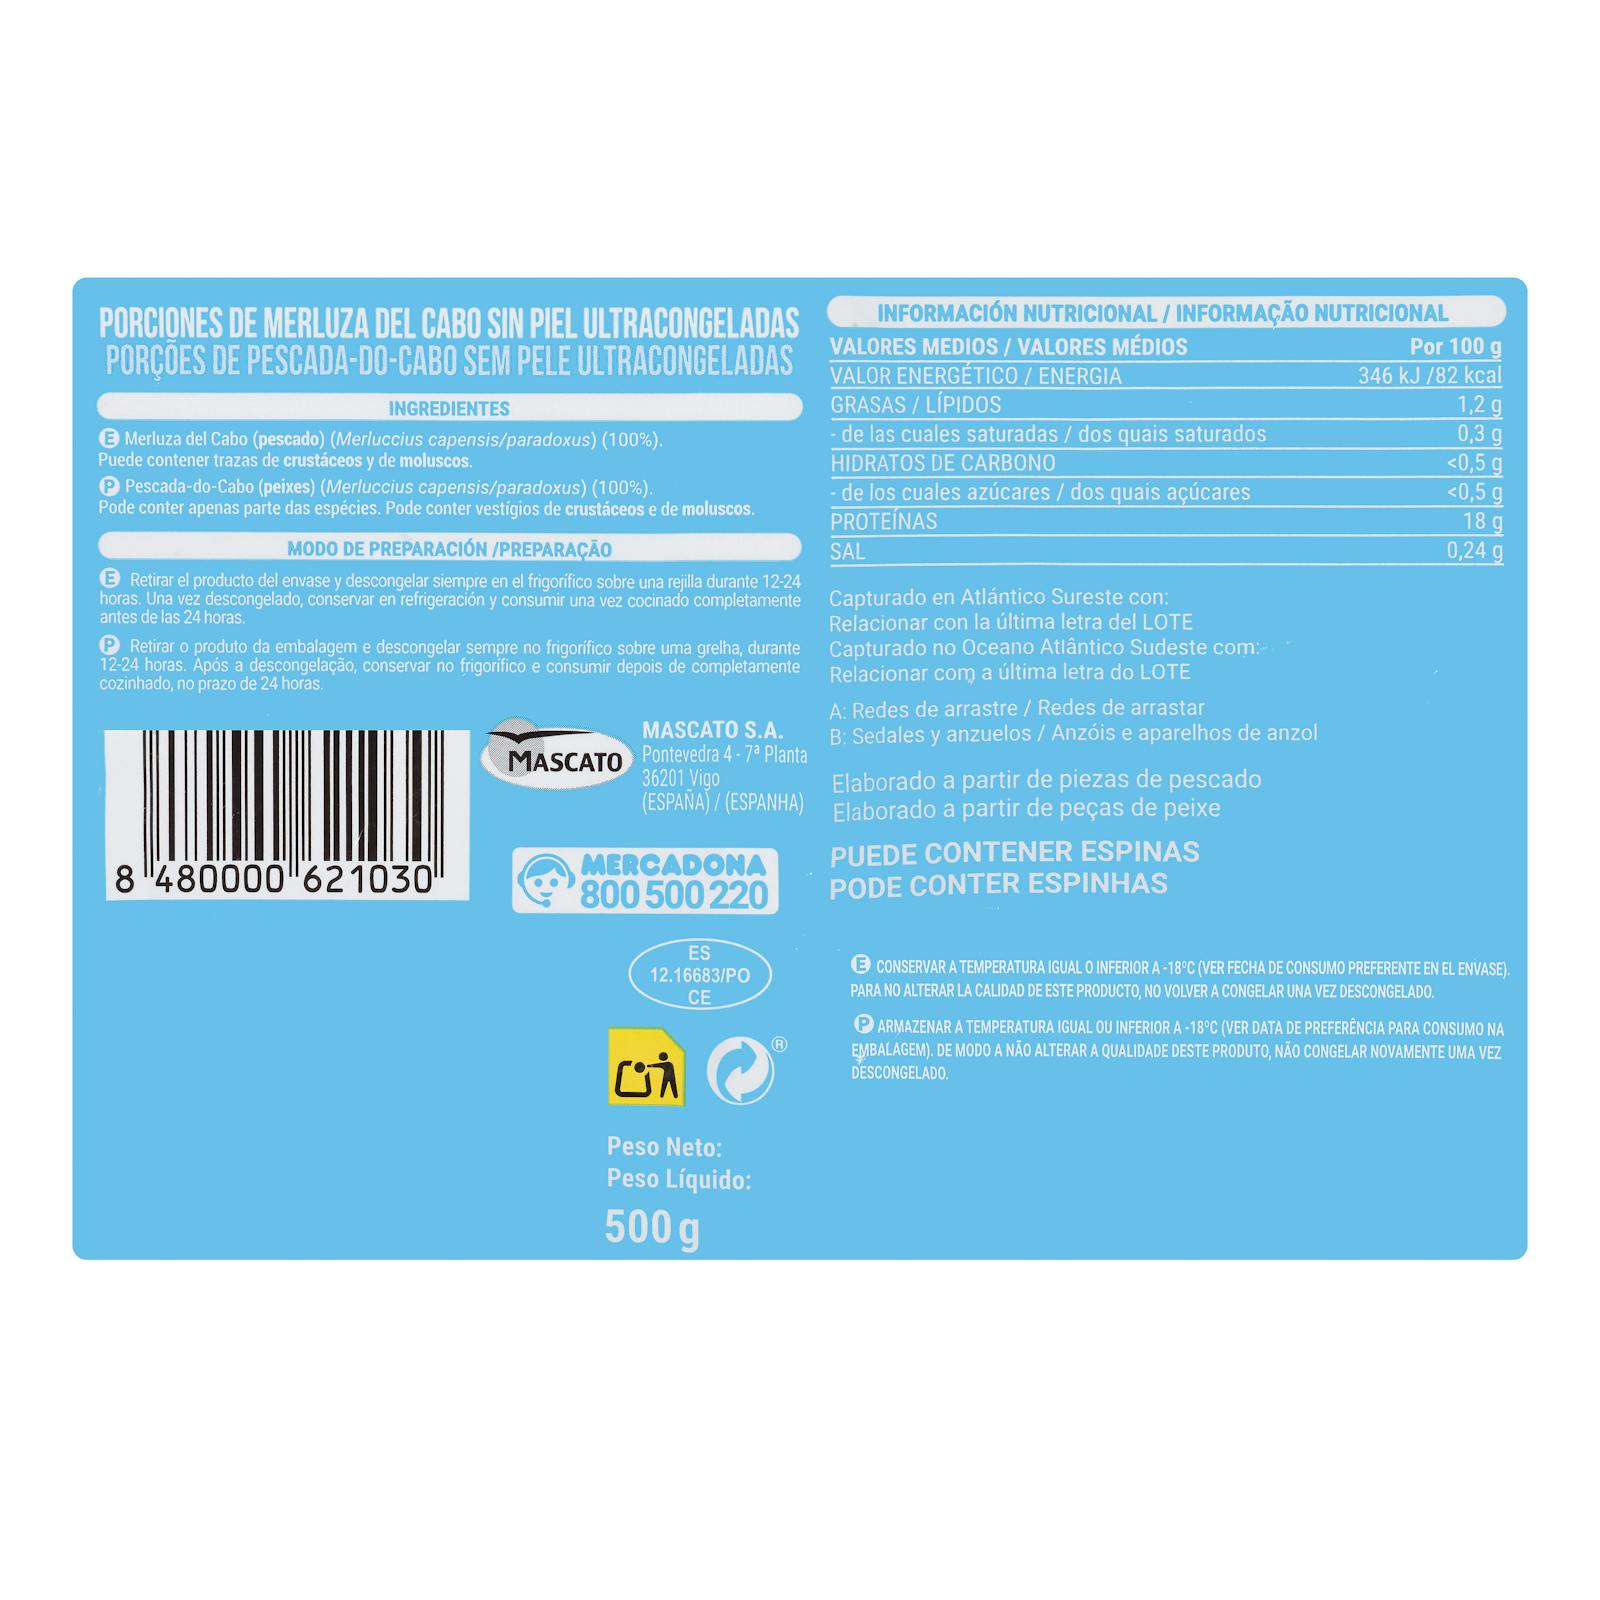 PORCIONES DE MERLUZA DEL CABO SIN PIEL ULTRACONGELADAS
PORÇÕES DE PESCADA-DO-CABO SEM PELE ULTRACONGELADAS
INGREDIENTES
E Merluza del Cabo (pescado) (Merluccius capensis/paradoxus) (100%).
Puede contener trazas de crustáceos y de moluscos.
P Pescada-do-Cabo (peixes) (Merluccius capensis/paradoxus) (100%).
Pode conter apenas parte das espécies. Pode conter vestígios de crustáceos e de moluscos.
MODO DE PREPARACIÓN /PREPARAÇÃO
E Retirar el producto del envase y descongelar siempre en el frigorífico sobre una rejilla durante 12-24
horas. Una vez descongelado, conservar en refrigeración y consumir una vez cocinado completamente
antes de las 24 horas.
P Retirar o produto da embalagem e descongelar sempre no frigorífico sobre uma grelha, durante
12-24 horas. Após a descongelação, conservar no frigorífico e consumir depois de completamente
cozinhado, no prazo de 24 horas.
8 480000 621030
MASCATO
MASCATO S.A.
Pontevedra 4 - 7ª Planta
36201 Vigo
(ESPAÑA) / (ESPANHA)
MERCADONA
800 500 220
ES
12.16683/PO
CE
®
Peso Neto:
Peso Líquido:
500 g
INFORMACIÓN NUTRICIONAL / INFORMAÇÃO NUTRICIONAL
VALORES MEDIOS / VALORES MÉDIOS Por 100 g
VALOR ENERGÉTICO / ENERGIA 346 kJ /82 kcal
GRASAS / LÍPIDOS 1,2 g
- de las cuales saturadas / dos quais saturados 0,3 g
HIDRATOS DE CARBONO <0,5 g
- de los cuales azúcares / dos quais açúcares <0,5 g
PROTEÍNAS 18 g
SAL 0,24 g
Capturado en Atlántico Sureste con:
Relacionar con la última letra del LOTE
Capturado no Oceano Atlântico Sudeste com:
Relacionar com a última letra do LOTE
A: Redes de arrastre / Redes de arrastar
B: Sedales y anzuelos / Anzóis e aparelhos de anzol
Elaborado a partir de piezas de pescado
Elaborado a partir de peças de peixe
PUEDE CONTENER ESPINAS
PODE CONTER ESPINHAS
E CONSERVAR A TEMPERATURA IGUAL O INFERIOR A -18ºC (VER FECHA DE CONSUMO PREFERENTE EN EL ENVASE).
PARA NO ALTERAR LA CALIDAD DE ESTE PRODUCTO, NO VOLVER A CONGELAR UNA VEZ DESCONGELADO.
P ARMAZENAR A TEMPERATURA IGUAL OU INFERIOR A -18ºC (VER DATA DE PREFERÊNCIA PARA CONSUMO NA
EMBALAGEM). DE MODO A NÃO ALTERAR A QUALIDADE DESTE PRODUTO, NÃO CONGELAR NOVAMENTE UMA VEZ
DESCONGELADO.